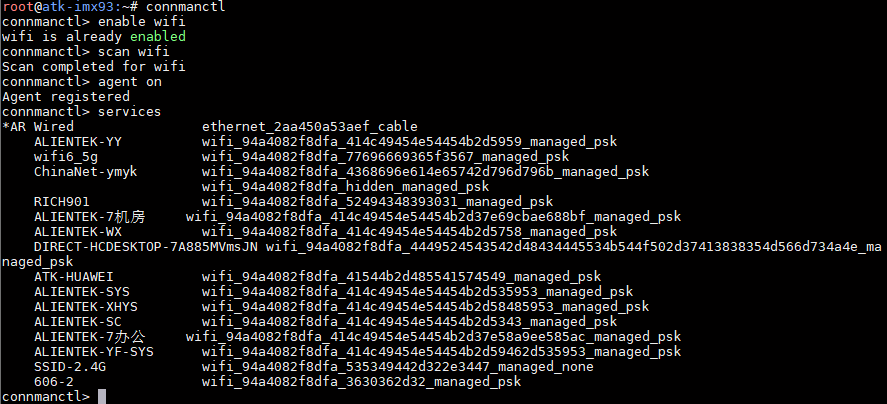 root@atk-imx93:~# connmanctl
connmanctl> enable wifi
wifi is already enabled
connmanctl> scan wifi
Scan completed for wifi
connmanctl> agent on
Agent registered
connmanctl> services
*AR Wired                ethernet_2aa450a53aef_cable
    ALIENTEK-YY          wifi_94a4082f8dfa_414c49454e54454b2d5959_managed_psk
    wifi6_5g             wifi_94a4082f8dfa_77696669365f3567_managed_psk
    ChinaNet-ymyk        wifi_94a4082f8dfa_4368696e614e65742d796d796b_managed_psk
                         wifi_94a4082f8dfa_hidden_managed_psk
    RICH901              wifi_94a4082f8dfa_52494348393031_managed_psk
    ALIENTEK-7机房     wifi_94a4082f8dfa_414c49454e54454b2d37e69cbae688bf_managed_psk
    ALIENTEK-WX          wifi_94a4082f8dfa_414c49454e54454b2d5758_managed_psk
    DIRECT-HCDESKTOP-7A885MVmsJN wifi_94a4082f8dfa_4449524543542d48434445534b544f502d37413838354d566d734a4e_ma
naged_psk
    ATK-HUAWEI           wifi_94a4082f8dfa_41544b2d485541574549_managed_psk
    ALIENTEK-SYS         wifi_94a4082f8dfa_414c49454e54454b2d535953_managed_psk
    ALIENTEK-XHYS        wifi_94a4082f8dfa_414c49454e54454b2d58485953_managed_psk
    ALIENTEK-SC          wifi_94a4082f8dfa_414c49454e54454b2d5343_managed_psk
    ALIENTEK-7办公     wifi_94a4082f8dfa_414c49454e54454b2d37e58a9ee585ac_managed_psk
    ALIENTEK-YF-SYS      wifi_94a4082f8dfa_414c49454e54454b2d59462d535953_managed_psk
    SSID-2.4G            wifi_94a4082f8dfa_535349442d322e3447_managed_none
    606-2                wifi_94a4082f8dfa_3630362d32_managed_psk
connmanctl>